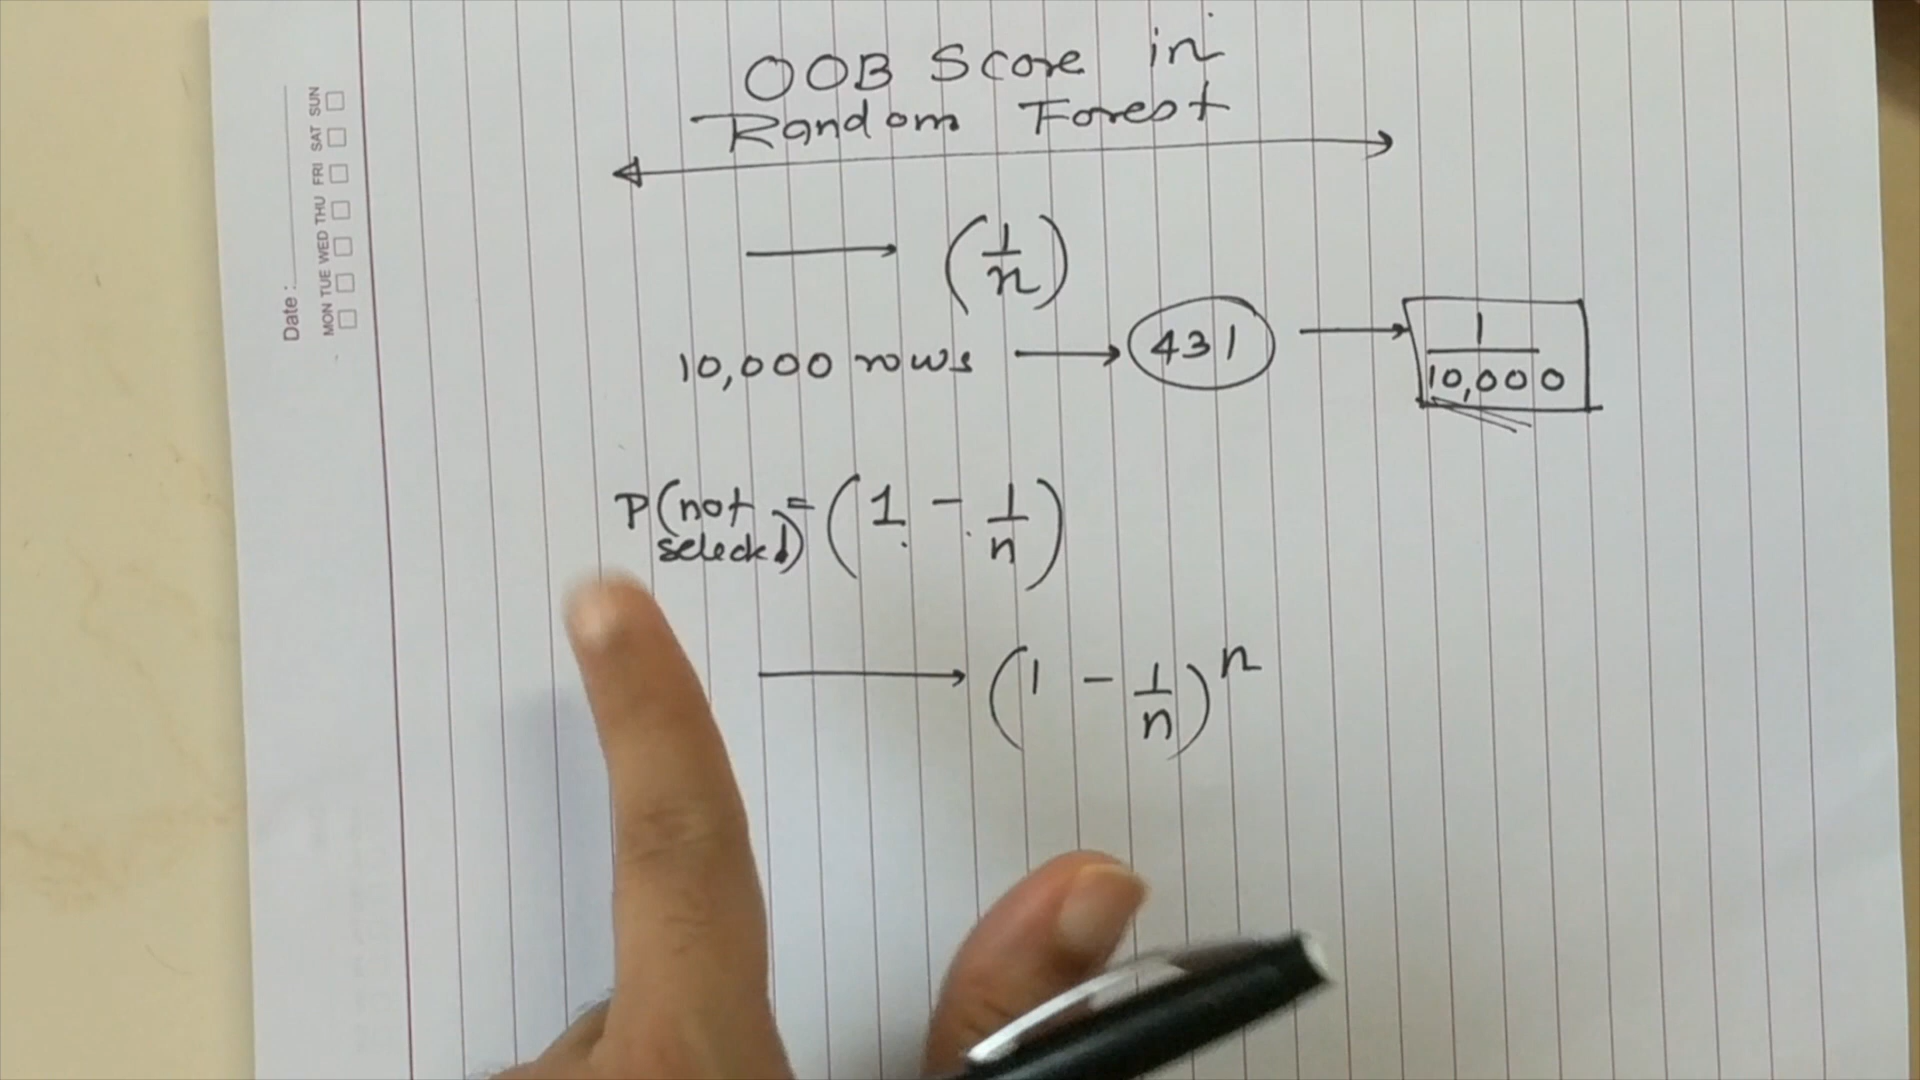 OOB Score in
Random Forest
(1/n)
10,000 rows → 431 → 1/10,000
P(not selected) = (1 - 1/n)
(1 - 1/n)^n
Date :
MON TUE WED THU FRI SAT SUN